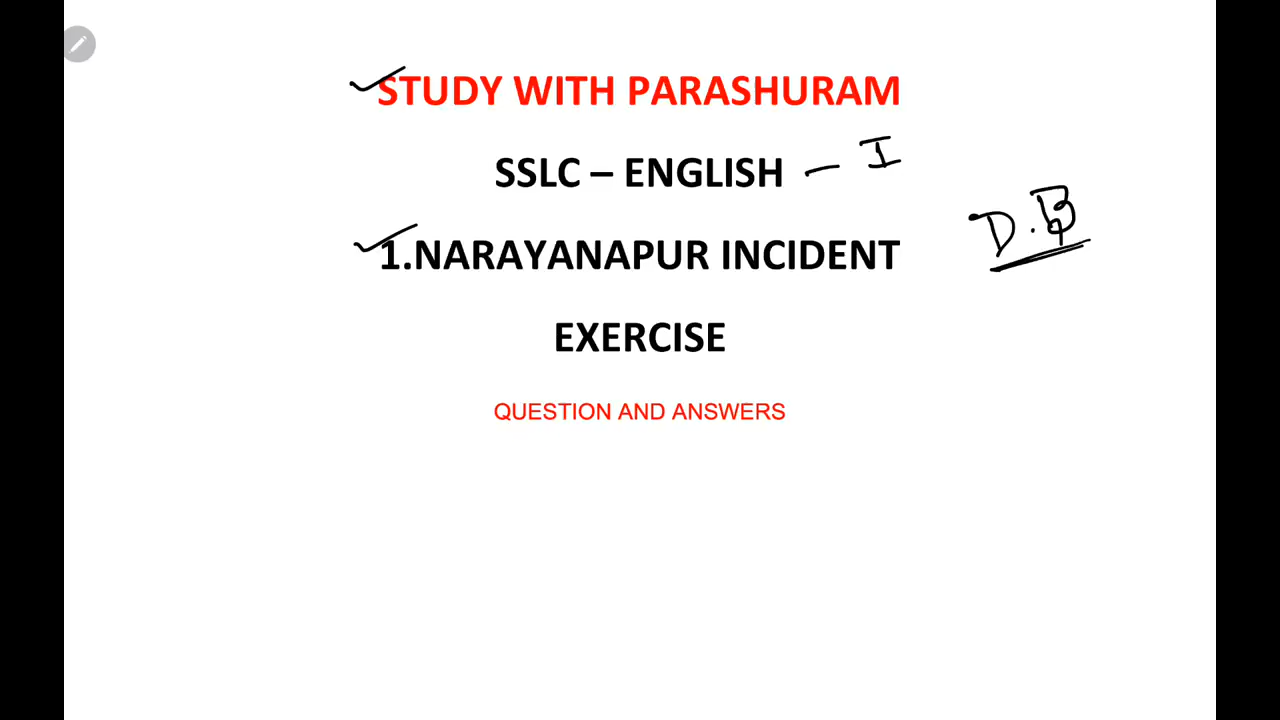 STUDY WITH PARASHURAM
SSLC – ENGLISH – I
1.NARAYANAPUR INCIDENT
EXERCISE
QUESTION AND ANSWERS